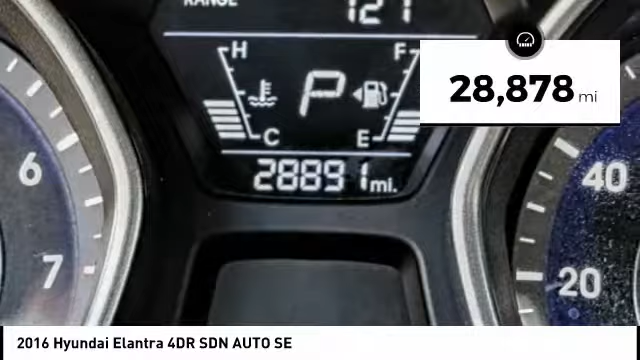 RANGE 121
28,878 mi
H F
P
C E
28891 mi.
6
7
40
20
2016 Hyundai Elantra 4DR SDN AUTO SE